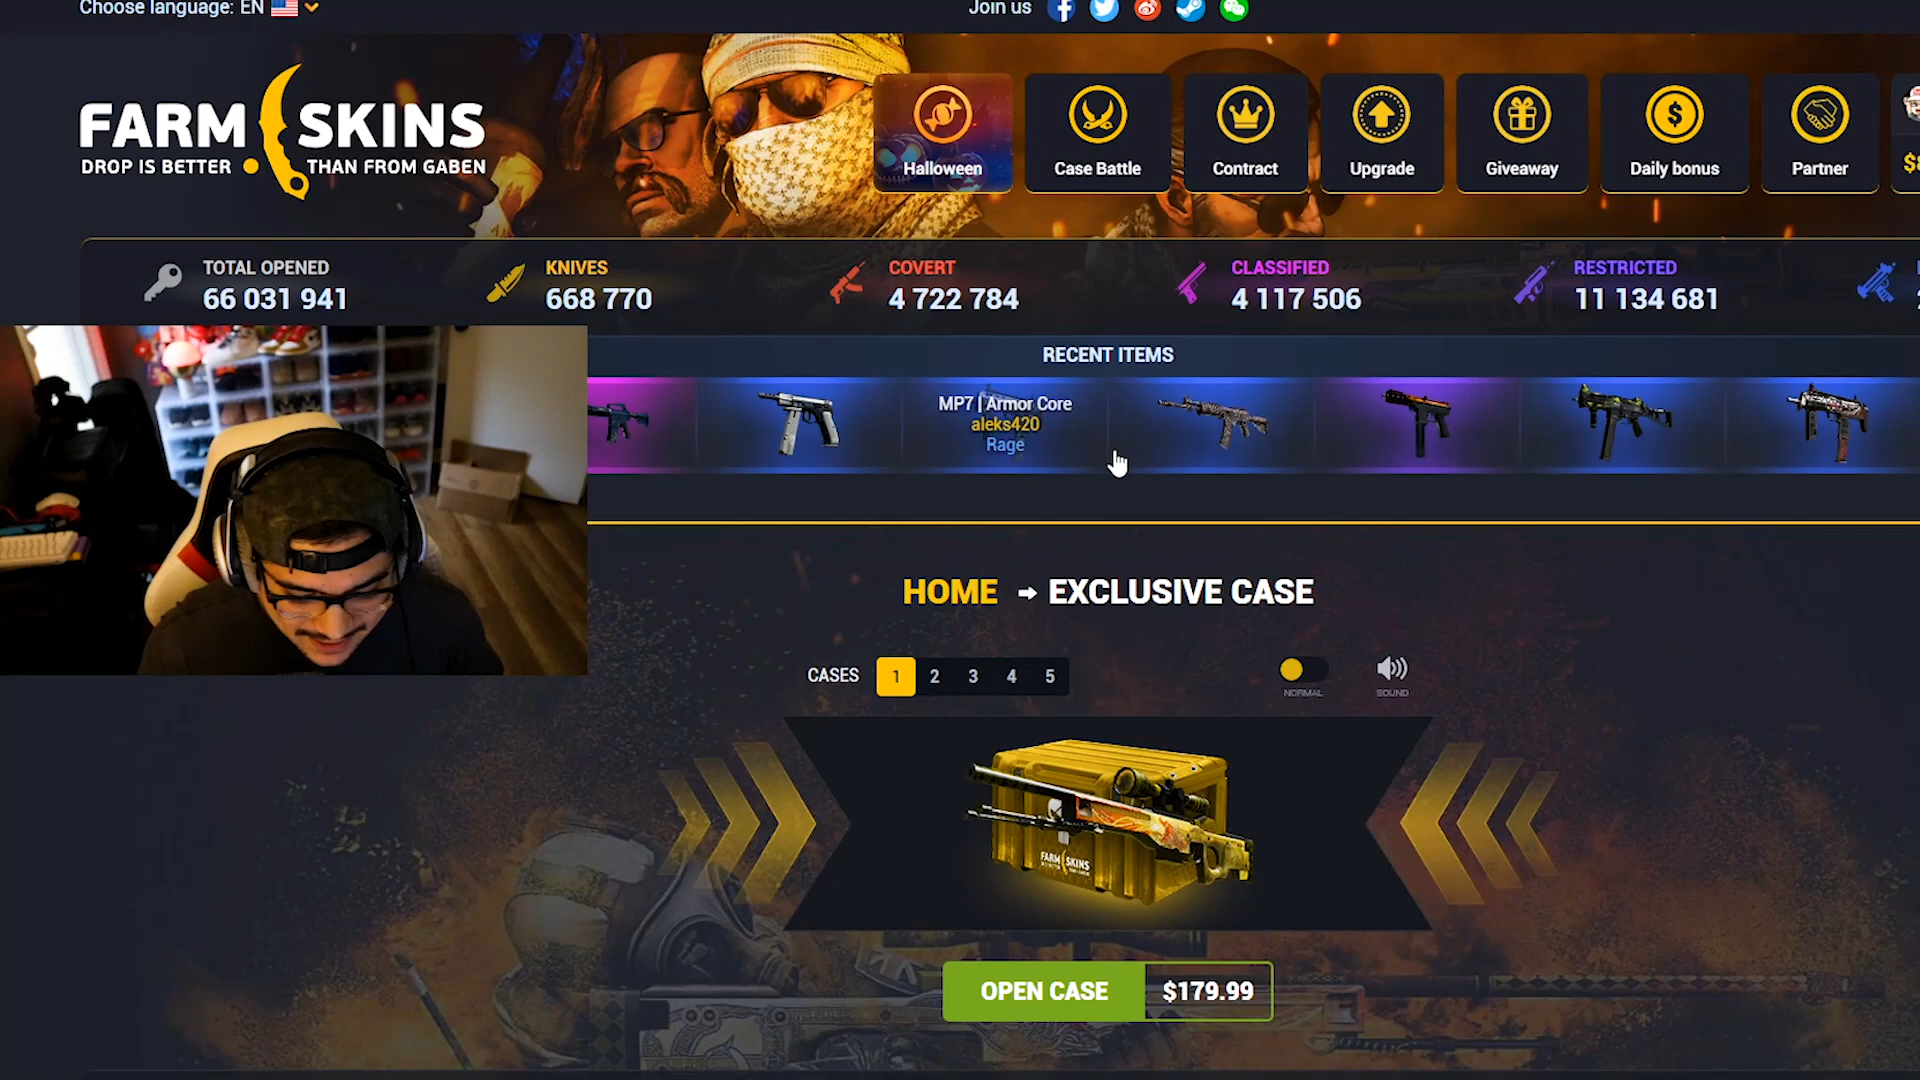 Choose language: EN
Join us
FARM SKINS
DROP IS BETTER THAN FROM GABEN
Halloween
Case Battle
Contract
Upgrade
Giveaway
Daily bonus
Partner
TOTAL OPENED
66 031 941
KNIVES
668 770
COVERT
4 722 784
CLASSIFIED
4 117 506
RESTRICTED
11 134 681
RECENT ITEMS
MP7 | Armor Core
aleks420
Rage
HOME → EXCLUSIVE CASE
CASES 1 2 3 4 5
NORMAL
SOUND
FARM SKINS
OPEN CASE $179.99